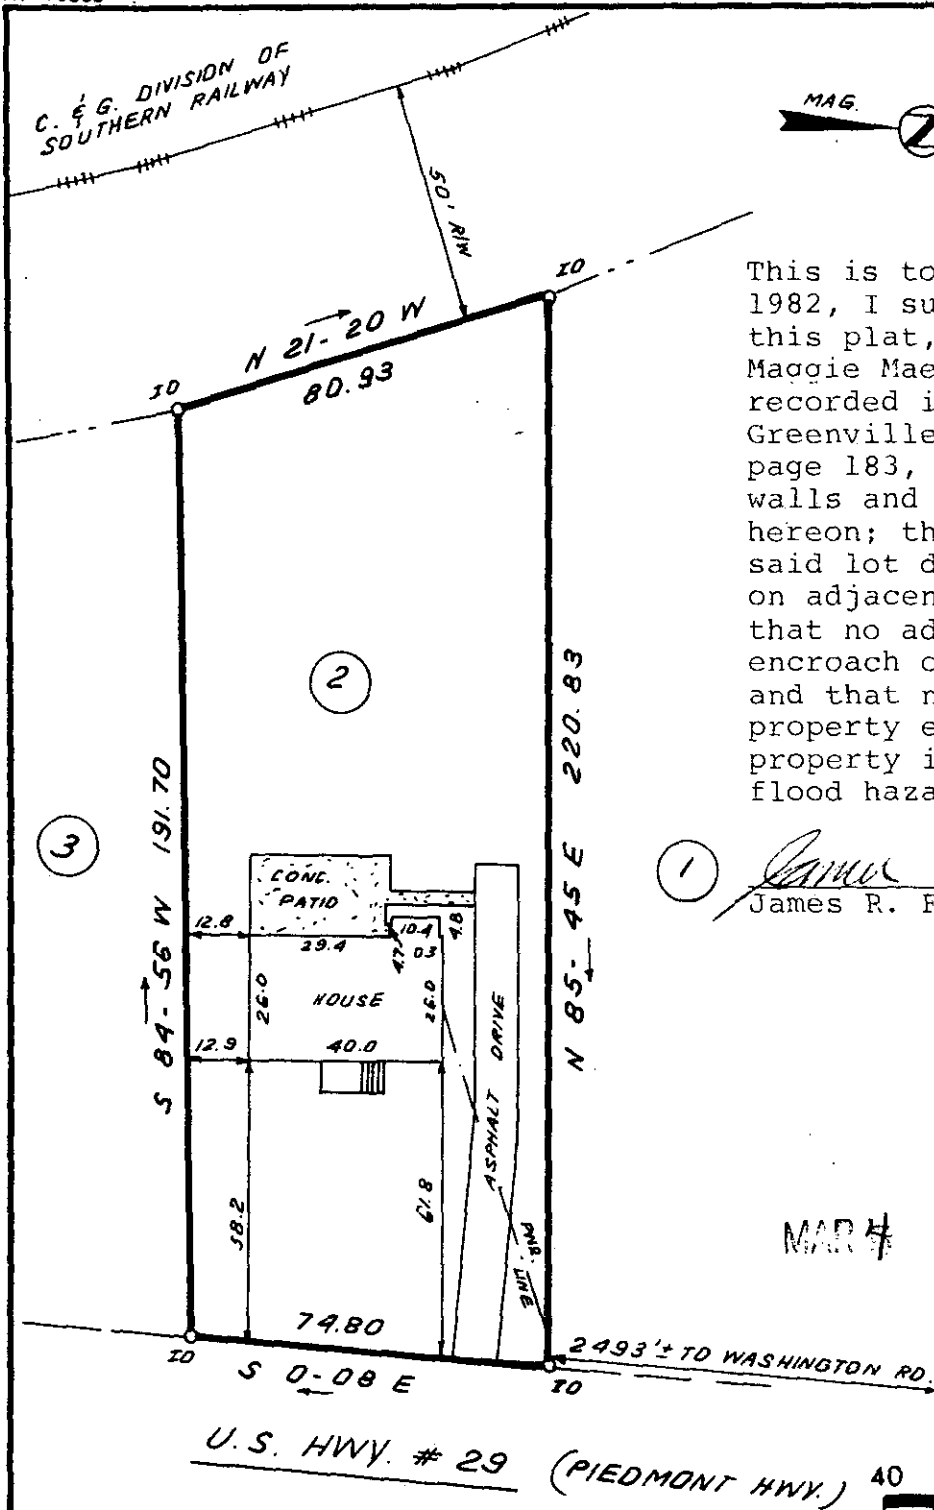 C. & G. DIVISION OF
SOUTHERN RAILWAY
MAG.
50' R/W
IO
IO
N 21-20 W
80.93
This is to
1982, I su
this plat,
Maggie Mae
recorded i
Greenville
page 183,
walls and
hereon; th
said lot d
on adjacen
that no ad
encroach o
and that n
property e
property i
flood haza
2
3
1
S 84-56 W 191.70
N 85-45 E 220.83
James R. F
CONC.
PATIO
12.8
29.4
4.7
10.4
03
4.8
26.0
HOUSE
26.0
12.9
40.0
ASPHALT DRIVE
58.2
61.8
PWR. LINE
MAR 4
74.80
IO
S 0-08 E
IO
2493'± TO WASHINGTON RD.
U.S. HWY. # 29 (PIEDMONT HWY.)
40